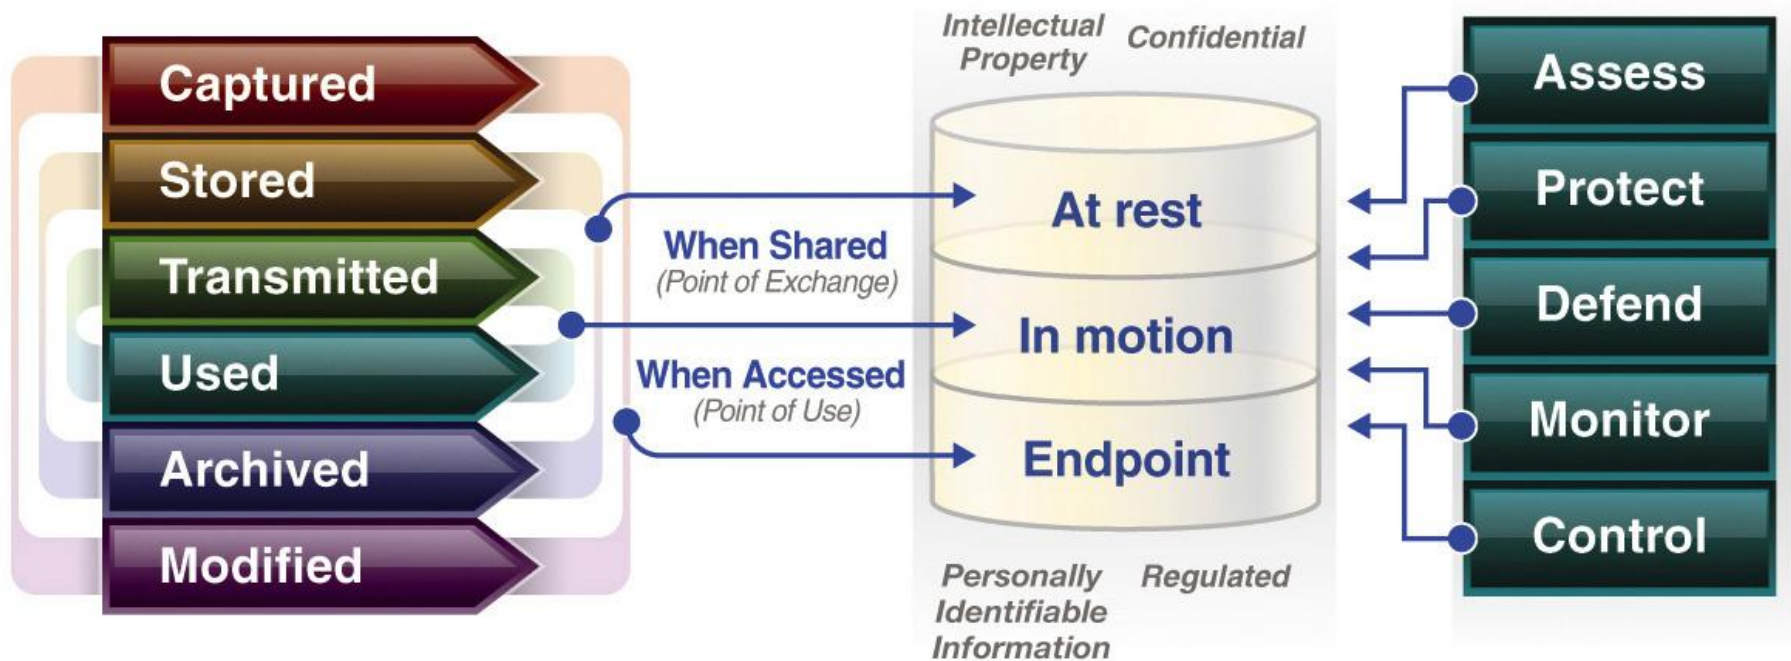 Captured
Stored
Transmitted
Used
Archived
Modified
When Shared
(Point of Exchange)
When Accessed
(Point of Use)
Intellectual
Property
Confidential
At rest
In motion
Endpoint
Personally
Identifiable
Information
Regulated
Assess
Protect
Defend
Monitor
Control